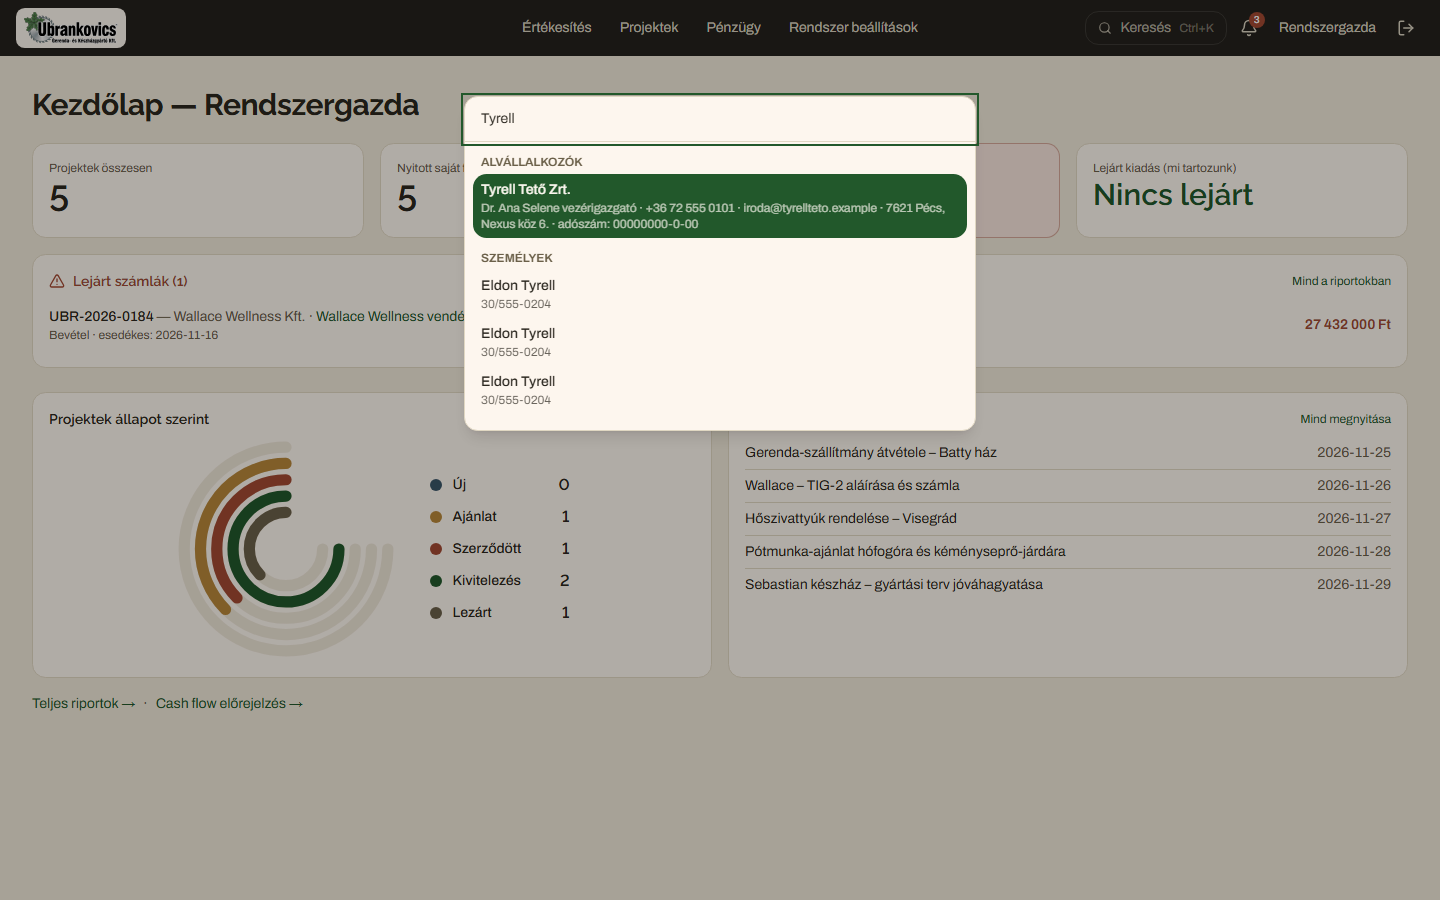 Ubrankovics
Gerenda- és Készházgyártó Kft.
Értékesítés
Projektek
Pénzügy
Rendszer beállítások
Keresés Ctrl+K
3
Rendszergazda
Kezdőlap — Rendszergazda
Tyrell
ALVÁLLALKOZÓK
Tyrell Tető Zrt.
Dr. Ana Selene vezérigazgató · +36 72 555 0101 · iroda@tyrellteto.example · 7621 Pécs,
Nexus köz 6. · adószám: 00000000-0-00
SZEMÉLYEK
Eldon Tyrell
30/555-0204
Eldon Tyrell
30/555-0204
Eldon Tyrell
30/555-0204
Projektek összesen
5
Nyitott saját
5
Lejárt kiadás (mi tartozunk)
Nincs lejárt
Lejárt számlák (1)
Mind a riportokban
UBR-2026-0184 — Wallace Wellness Kft. · Wallace Wellness vendé
Bevétel · esedékes: 2026-11-16
27 432 000 Ft
Projektek állapot szerint
Új 0
Ajánlat 1
Szerződött 1
Kivitelezés 2
Lezárt 1
Mind megnyitása
Gerenda-szállítmány átvétele – Batty ház 2026-11-25
Wallace – TIG-2 aláírása és számla 2026-11-26
Hőszivattyúk rendelése – Visegrád 2026-11-27
Pótmunka-ajánlat hófogóra és kéményseprő-járdára 2026-11-28
Sebastian készház – gyártási terv jóváhagyatása 2026-11-29
Teljes riportok → · Cash flow előrejelzés →